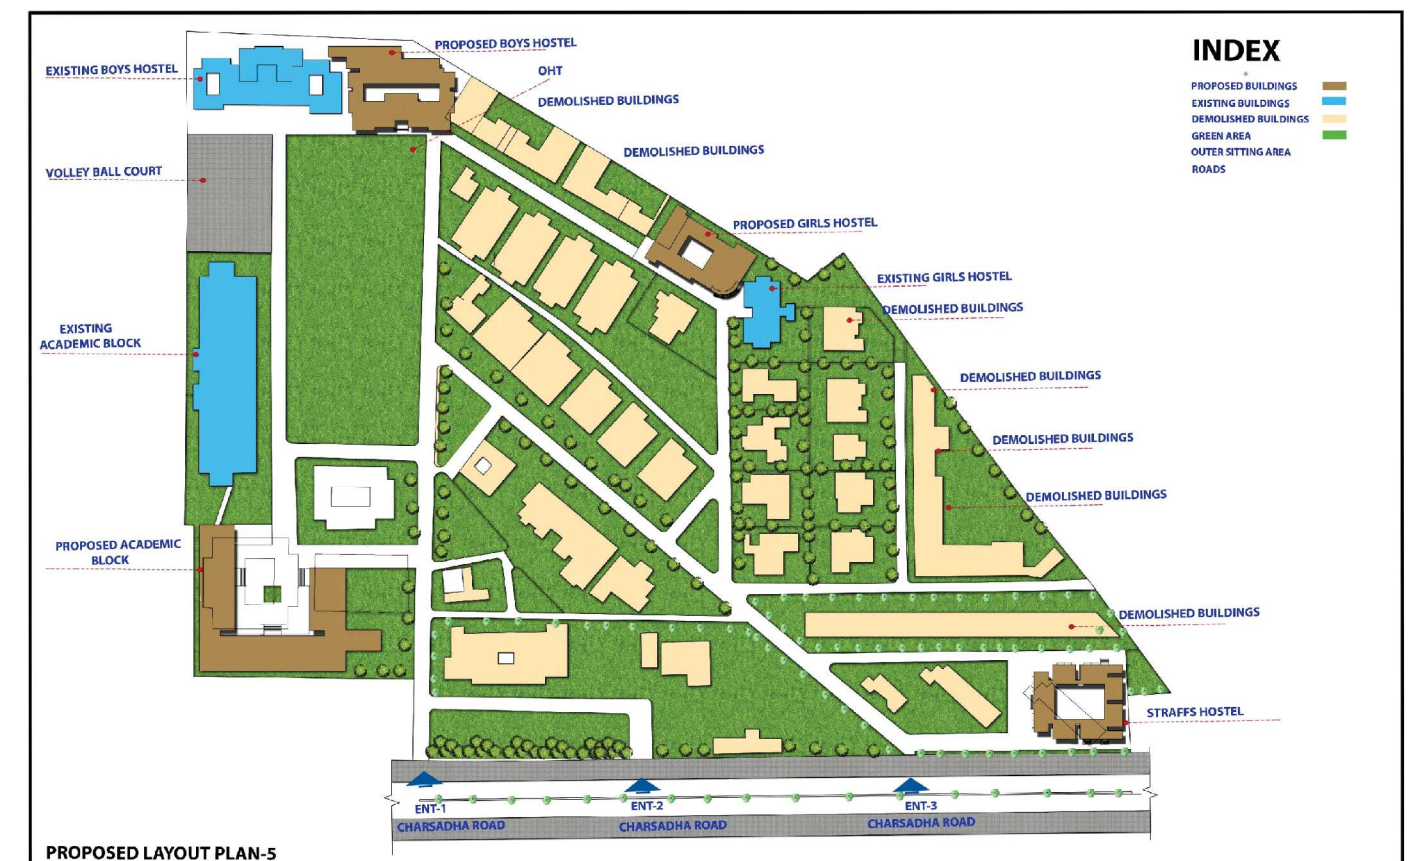 PROPOSED BOYS HOSTEL
EXISTING BOYS HOSTEL
OHT
DEMOLISHED BUILDINGS
DEMOLISHED BUILDINGS
VOLLEY BALL COURT
PROPOSED GIRLS HOSTEL
EXISTING GIRLS HOSTEL
DEMOLISHED BUILDINGS
EXISTING
ACADEMIC BLOCK
DEMOLISHED BUILDINGS
DEMOLISHED BUILDINGS
DEMOLISHED BUILDINGS
PROPOSED ACADEMIC
BLOCK
DEMOLISHED BUILDINGS
STRAFFS HOSTEL
INDEX
PROPOSED BUILDINGS
EXISTING BUILDINGS
DEMOLISHED BUILDINGS
GREEN AREA
OUTER SITTING AREA
ROADS
ENT-1
ENT-2
ENT-3
CHARSADHA ROAD
CHARSADHA ROAD
CHARSADHA ROAD
PROPOSED LAYOUT PLAN-5